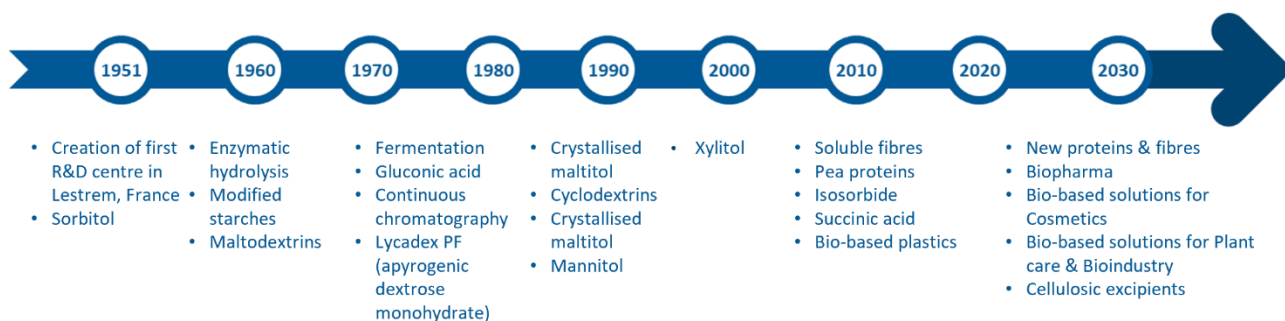 1951
1960
1970
1980
1990
2000
2010
2020
2030
• Creation of first
R&D centre in
Lestrem, France
• Sorbitol
• Enzymatic
hydrolysis
• Modified
starches
• Maltodextrins
• Fermentation
• Gluconic acid
• Continuous
chromatography
• Lycadex PF
(apyrogenic
dextrose
monohydrate)
• Crystallised
maltitol
• Cyclodextrins
• Crystallised
maltitol
• Mannitol
• Xylitol
• Soluble fibres
• Pea proteins
• Isosorbide
• Succinic acid
• Bio-based plastics
• New proteins & fibres
• Biopharma
• Bio-based solutions for
Cosmetics
• Bio-based solutions for Plant
care & Bioindustry
• Cellulosic excipients